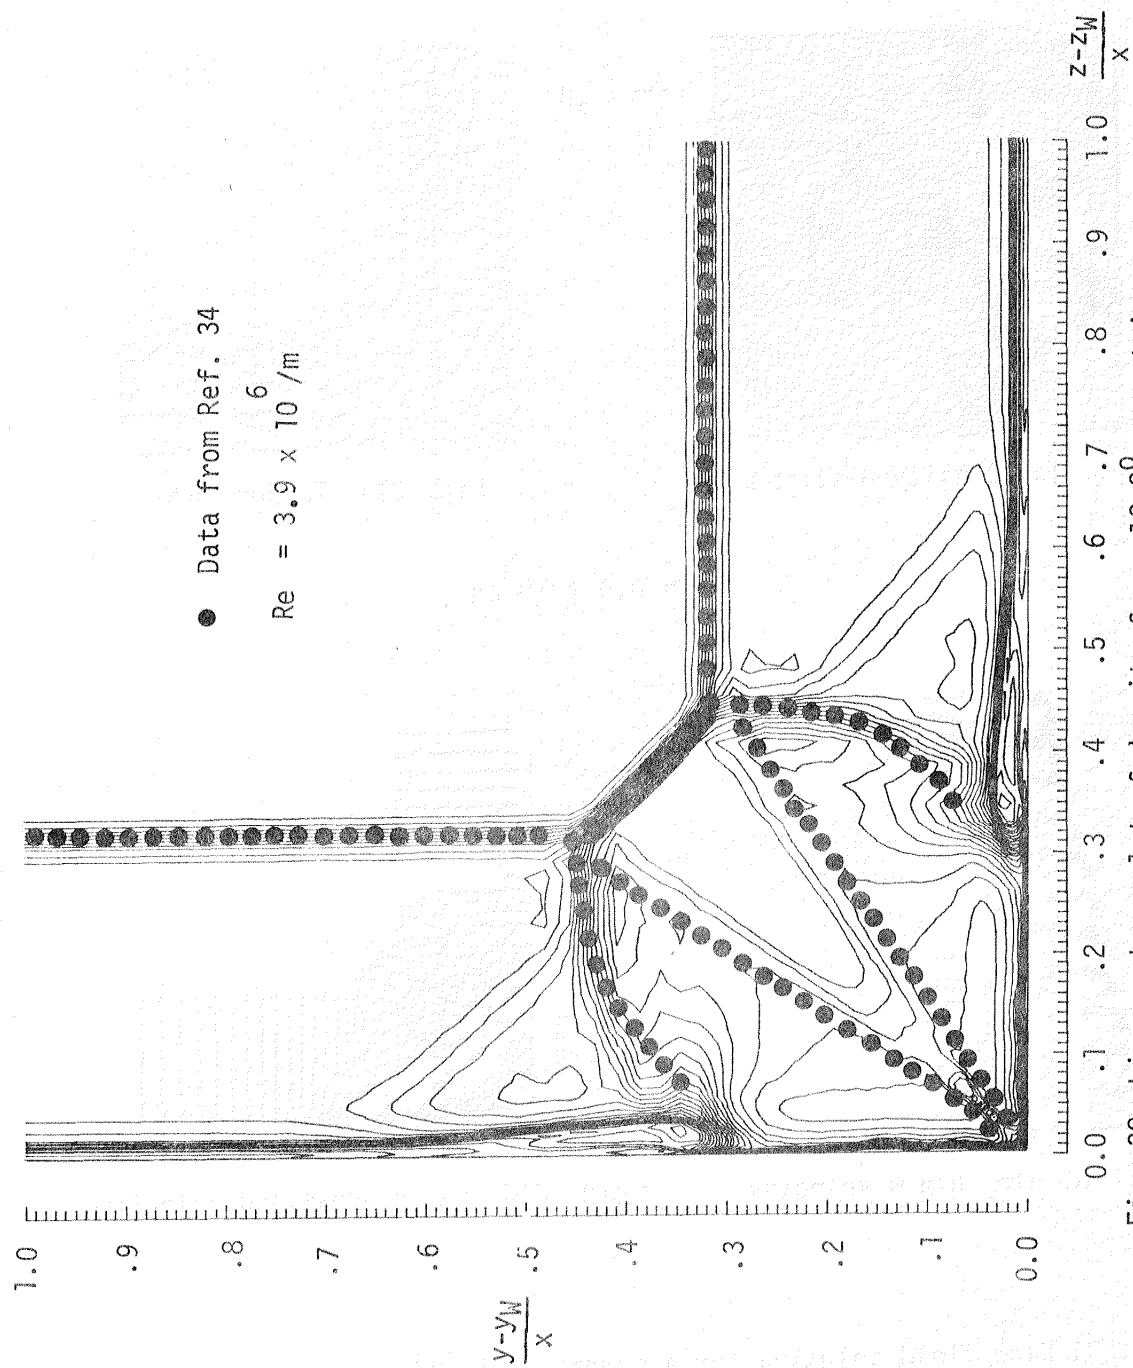 ● Data from Ref. 34
Re = 3.9 x 10^6 /m
y-yW
x
1.0
.9
.8
.7
.6
.5
.4
.3
.2
.1
0.0
0.0 .1 .2 .3 .4 .5 .6 .7 .8 .9 1.0
z-zW
x